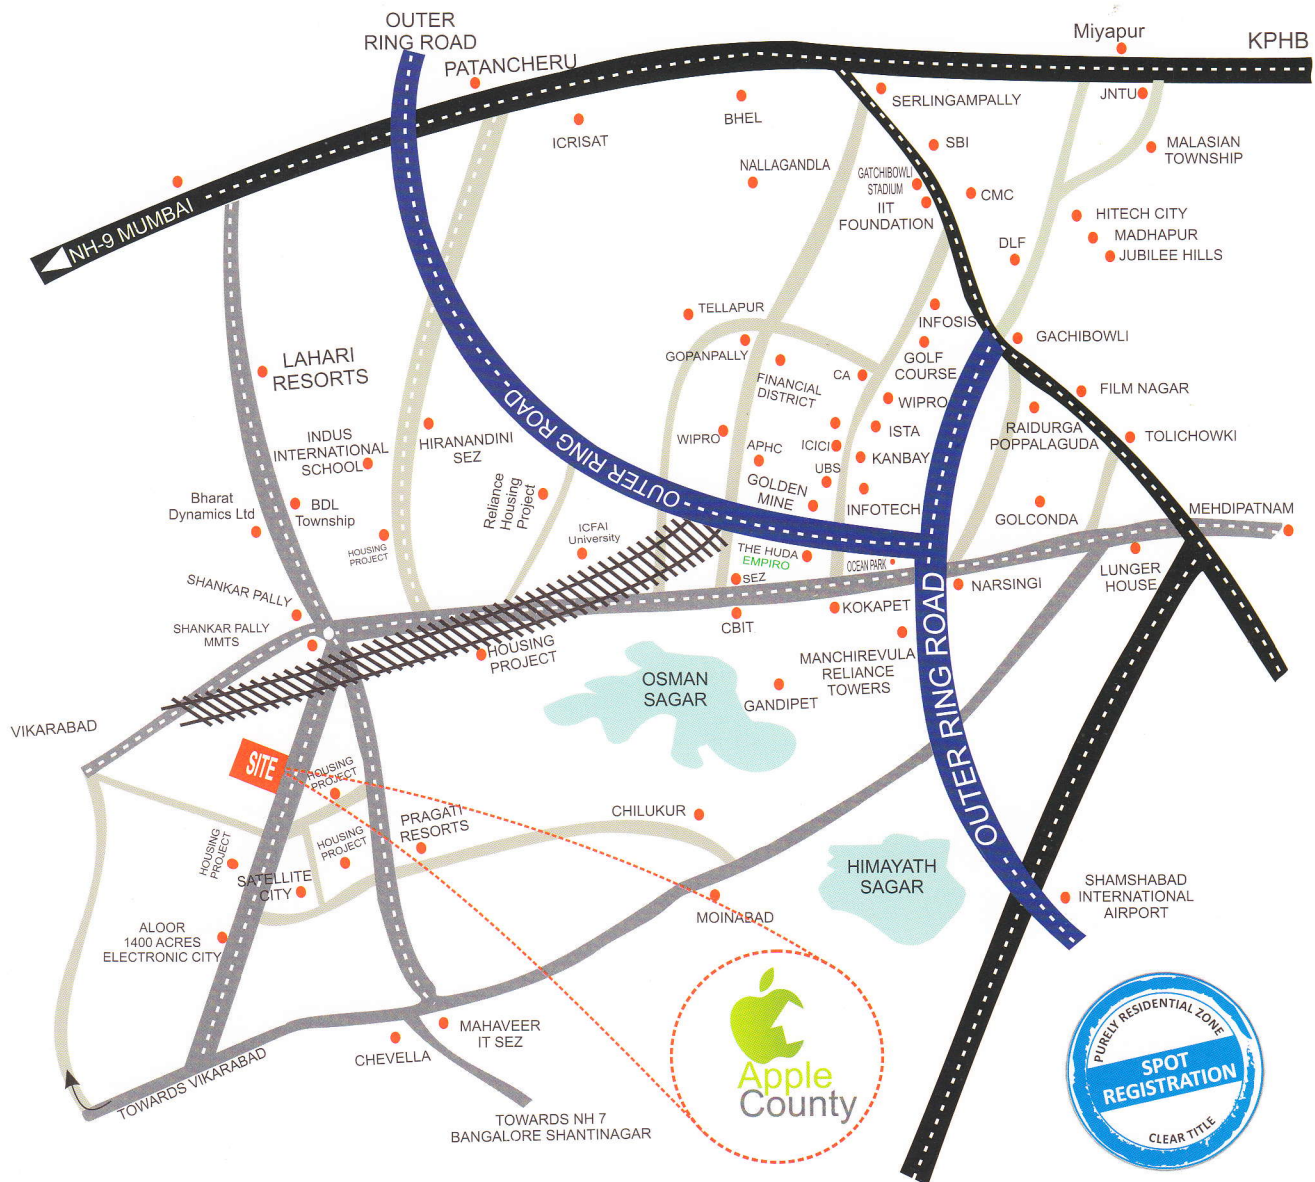 OUTER
RING ROAD
Miyapur
KPHB
PATANCHERU
SERLINGAMPALLY
JNTU
BHEL
ICRISAT
SBI
MALASIAN
TOWNSHIP
NALLAGANDLA
GATCHIBOWLI
STADIUM
IIT
FOUNDATION
CMC
HITECH CITY
MADHAPUR
JUBILEE HILLS
DLF
NH-9 MUMBAI
TELLAPUR
INFOSIS
GACHIBOWLI
GOPANPALLY
GOLF
COURSE
LAHARI
RESORTS
FINANCIAL
DISTRICT
CA
FILM NAGAR
WIPRO
OUTER RING ROAD
RAIDURGA
POPPALAGUDA
INDUS
INTERNATIONAL
SCHOOL
HIRANANDINI
SEZ
WIPRO
APHC
ICICI
ISTA
TOLICHOWKI
KANBAY
UBS
GOLDEN
MINE
Bharat
Dynamics Ltd
BDL
Township
Reliance
Housing
Project
INFOTECH
GOLCONDA
MEHDIPATNAM
ICFAI
University
HOUSING
PROJECT
THE HUDA
EMPIRO
SEZ
OCEAN PARK
NARSINGI
LUNGER
HOUSE
SHANKAR PALLY
SHANKAR PALLY
MMTS
CBIT
KOKAPET
HOUSING
PROJECT
MANCHIREVULA
RELIANCE
TOWERS
OSMAN
SAGAR
GANDIPET
OUTER RING ROAD
VIKARABAD
SITE
HOUSING
PROJECT
CHILUKUR
PRAGATI
RESORTS
HOUSING
PROJECT
HOUSING
PROJECT
SATELLITE
CITY
HIMAYATH
SAGAR
SHAMSHABAD
INTERNATIONAL
AIRPORT
MOINABAD
ALOOR
1400 ACRES
ELECTRONIC CITY
MAHAVEER
IT SEZ
CHEVELLA
TOWARDS VIKARABAD
TOWARDS NH 7
BANGALORE SHANTINAGAR
Apple
County
PURELY RESIDENTIAL ZONE
SPOT
REGISTRATION
CLEAR TITLE